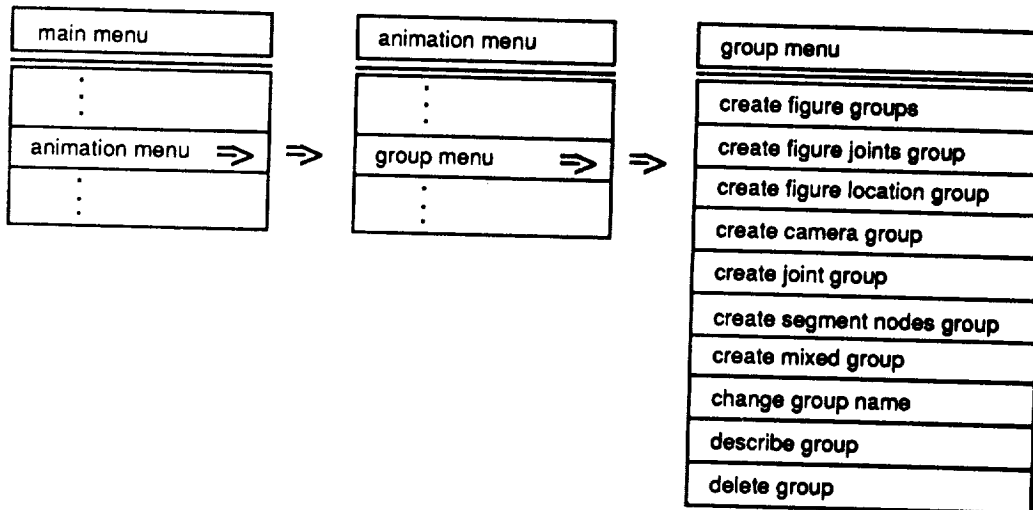 main menu
animation menu
animation menu
group menu
group menu
create figure groups
create figure joints group
create figure location group
create camera group
create joint group
create segment nodes group
create mixed group
change group name
describe group
delete group